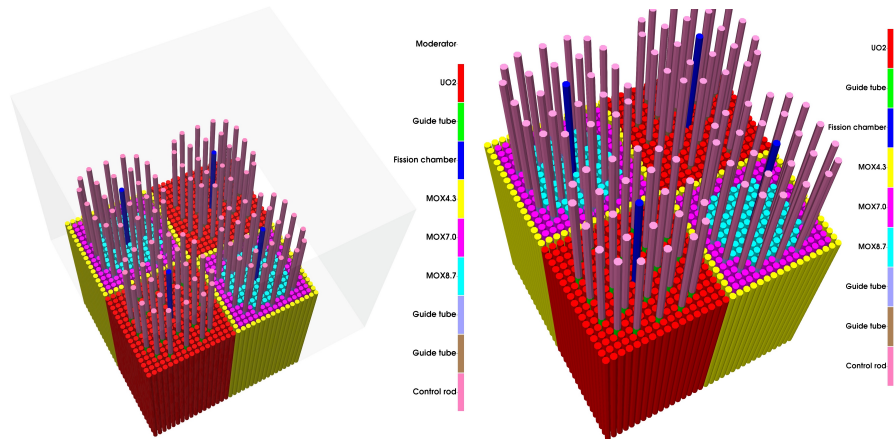 Moderator
UO2
Guide tube
Fission chamber
MOX4.3
MOX7.0
MOX8.7
Guide tube
Guide tube
Control rod
UO2
Guide tube
Fission chamber
MOX4.3
MOX7.0
MOX8.7
Guide tube
Guide tube
Control rod